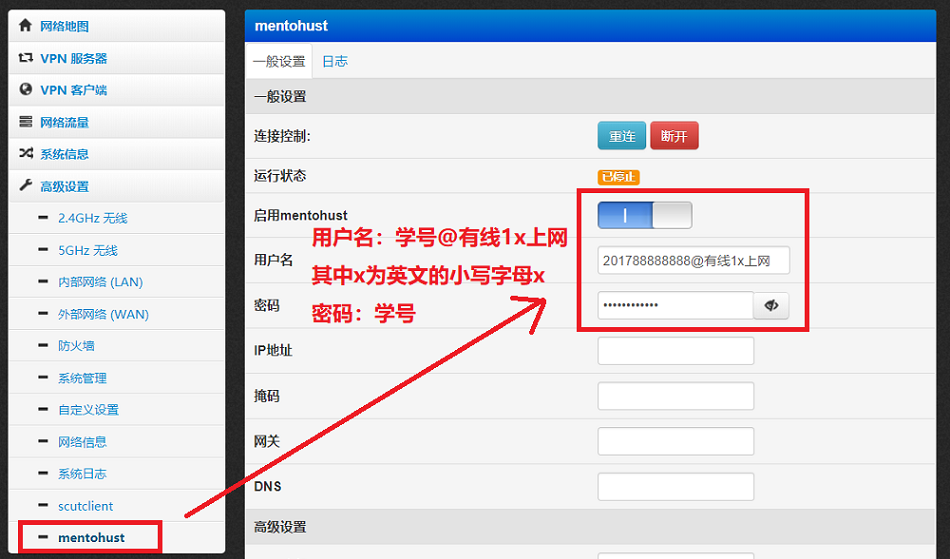 网络地图
VPN 服务器
VPN 客户端
网络流量
系统信息
高级设置
2.4GHz 无线
5GHz 无线
内部网络 (LAN)
外部网络 (WAN)
防火墙
系统管理
自定义设置
网络信息
系统日志
scutclient
mentohust
mentohust
一般设置 日志
一般设置
连接控制: 重连 断开
运行状态 已停止
启用mentohust
用户名：学号@有线1x上网
用户名 201788888888@有线1x上网
其中x为英文的小写字母x
密码 ••••••••••••
密码：学号
IP地址
掩码
网关
DNS
高级设置